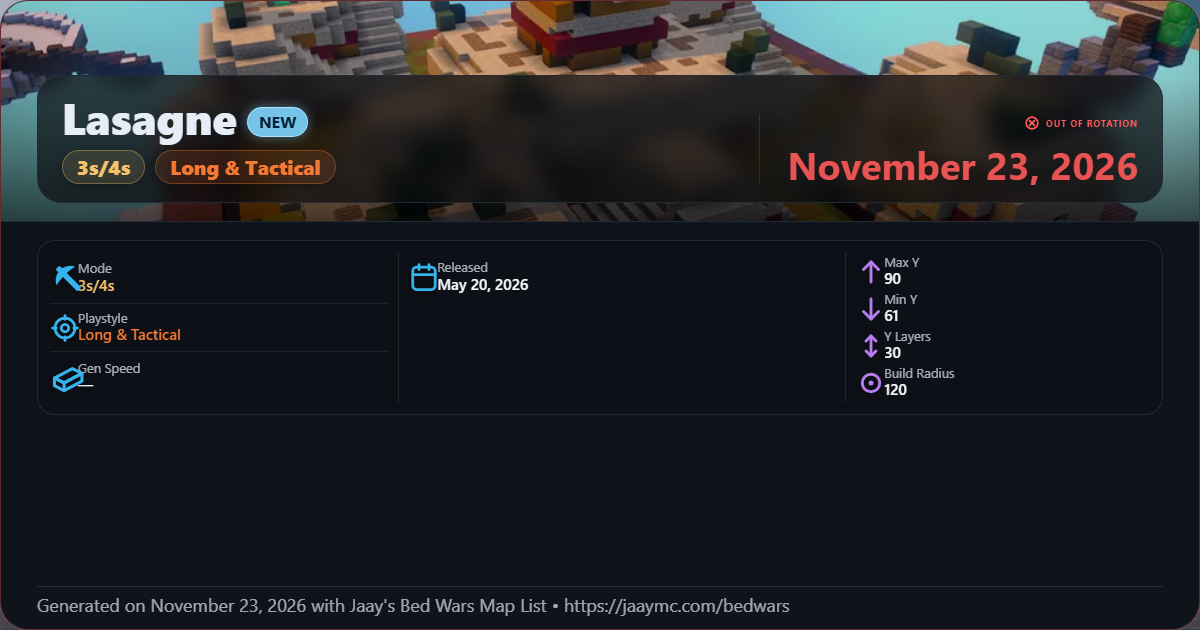 Lasagne NEW
3s/4s Long & Tactical
OUT OF ROTATION
November 23, 2026
Mode
3s/4s
Playstyle
Long & Tactical
Gen Speed
—
Released
May 20, 2026
Max Y
90
Min Y
61
Y Layers
30
Build Radius
120
Generated on November 23, 2026 with Jaay's Bed Wars Map List • https://jaaymc.com/bedwars